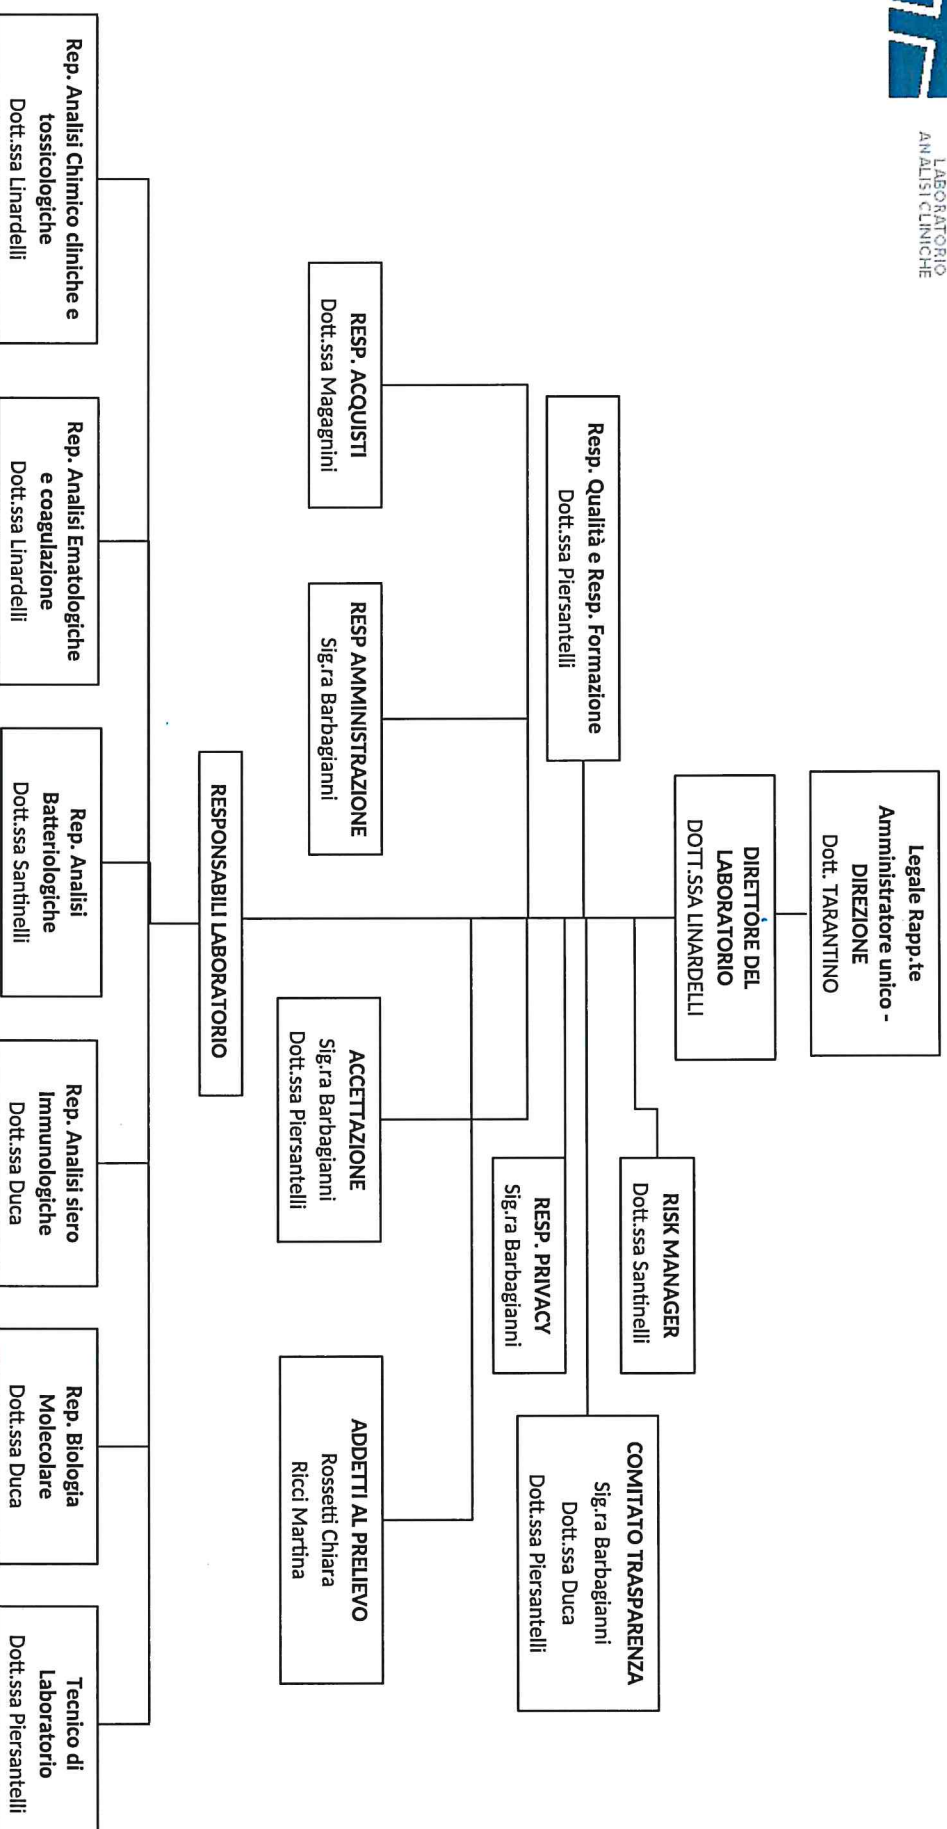 LABORATORIO
ANALISI CLINICHE
Legale Rapp.te
Amministratore unico -
DIREZIONE
Dott. TARANTINO
DIRETTORE DEL
LABORATORIO
DOTT.SSA LINARDELLI
RISK MANAGER
Dott.ssa Santinelli
Resp. Qualità e Resp. Formazione
Dott.ssa Piersantelli
COMITATO TRASPARENZA
Sig.ra Barbagianni
Dott.ssa Duca
Dott.ssa Piersantelli
RESP. PRIVACY
Sig.ra Barbagianni
RESP. ACQUISTI
Dott.ssa Magagnini
RESP AMMINISTRAZIONE
Sig.ra Barbagianni
ACCETTAZIONE
Sig.ra Barbagianni
Dott.ssa Piersantelli
ADDETTI AL PRELIEVO
Rossetti Chiara
Ricci Martina
RESPONSABILI LABORATORIO
Rep. Analisi Chimico cliniche e
tossicologiche
Dott.ssa Linardelli
Rep. Analisi Ematologiche
e coagulazione
Dott.ssa Linardelli
Rep. Analisi
Batteriologiche
Dott.ssa Santinelli
Rep. Analisi siero
Immunologiche
Dott.ssa Duca
Rep. Biologia
Molecolare
Dott.ssa Duca
Tecnico di
Laboratorio
Dott.ssa Piersantelli